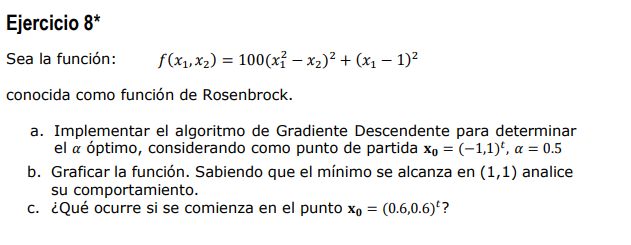 Ejercicio 8*
Sea la función: f(x₁, x₂) = 100(x₁² − x₂)² + (x₁ − 1)²
conocida como función de Rosenbrock.
a. Implementar el algoritmo de Gradiente Descendente para determinar
el α óptimo, considerando como punto de partida x₀ = (−1,1)ᵗ, α = 0.5
b. Graficar la función. Sabiendo que el mínimo se alcanza en (1,1) analice
su comportamiento.
c. ¿Qué ocurre si se comienza en el punto x₀ = (0.6,0.6)ᵗ?